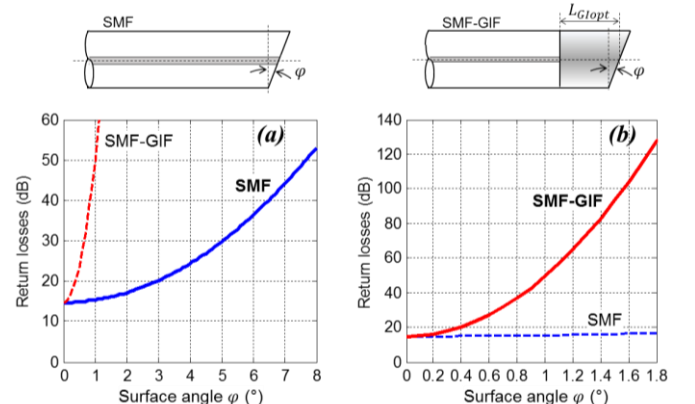 SMF
φ
SMF-GIF
L_GIopt
φ
(a)
SMF-GIF
SMF
Return losses (dB)
60
50
40
30
20
10
0
0 1 2 3 4 5 6 7 8
Surface angle φ (°)
(b)
SMF-GIF
SMF
Return losses (dB)
140
120
100
80
60
40
20
0
0 0.2 0.4 0.6 0.8 1 1.2 1.4 1.6 1.8
Surface angle φ (°)